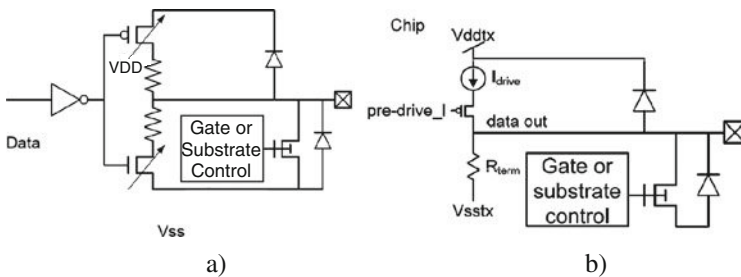 VDD
Data
Gate or
Substrate
Control
Vss
a)
Chip
Vddtx
Idrive
pre-drive_l
data out
Rterm
Vsstx
Gate or
substrate
control
b)